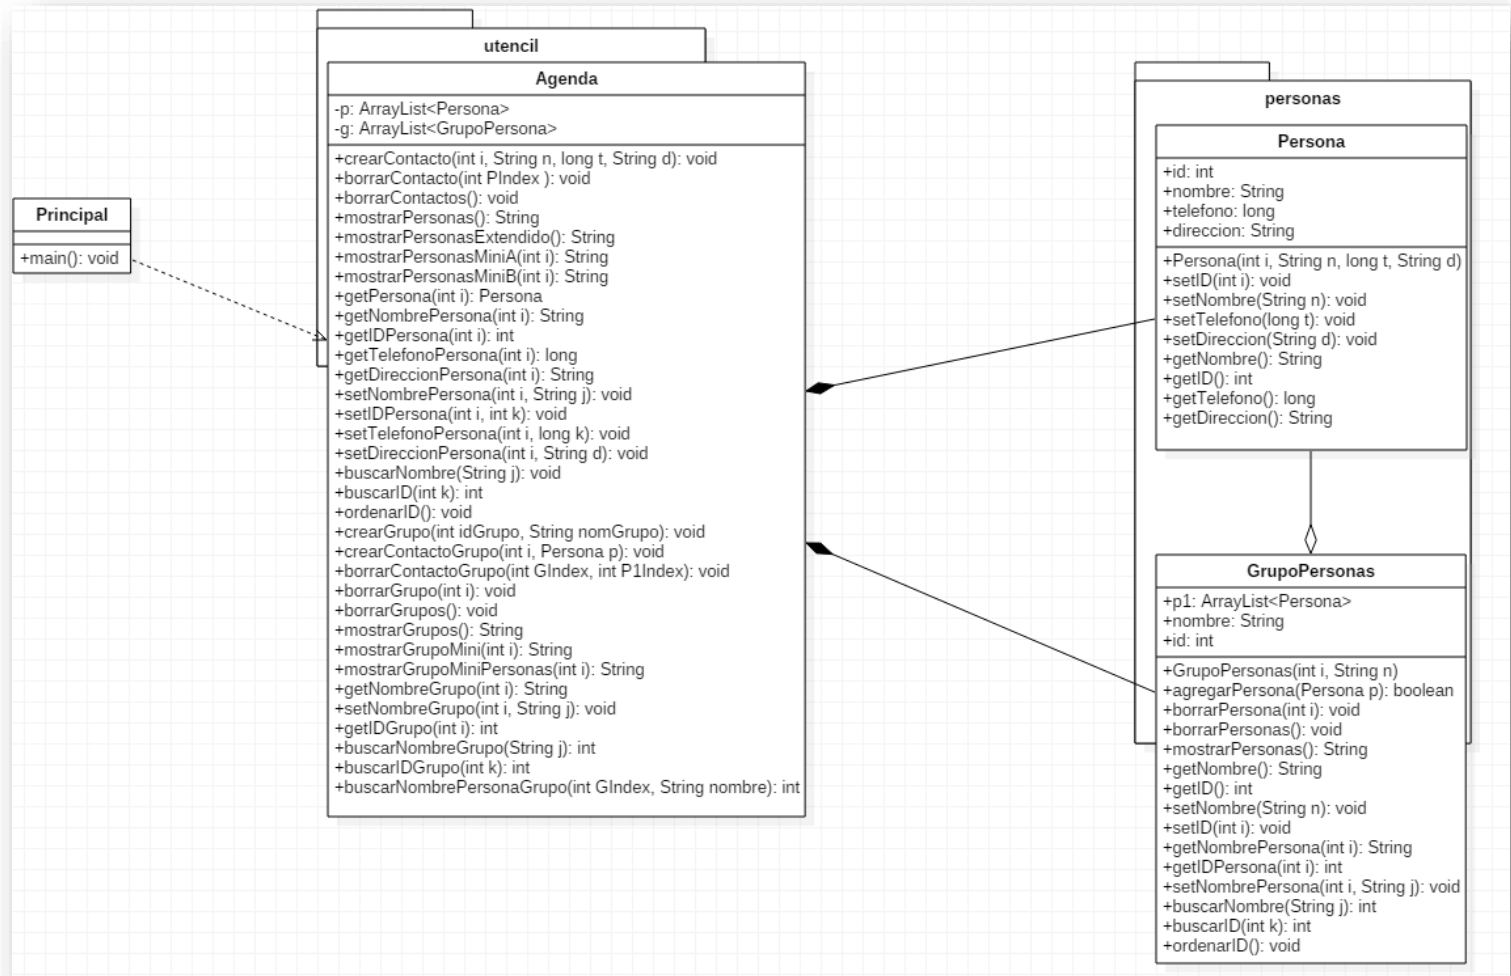 utencil
Agenda
-p: ArrayList<Persona>
-g: ArrayList<GrupoPersona>
+crearContacto(int i, String n, long t, String d): void
+borrarContacto(int PIndex ): void
+borrarContactos(): void
+mostrarPersonas(): String
+mostrarPersonasExtendido(): String
+mostrarPersonasMiniA(int i): String
+mostrarPersonasMiniB(int i): String
+getPersona(int i): Persona
+getNombrePersona(int i): String
+getIDPersona(int i): int
+getTelefonoPersona(int i): long
+getDireccionPersona(int i): String
+setNombrePersona(int i, String j): void
+setIDPersona(int i, int k): void
+setTelefonoPersona(int i, long k): void
+setDireccionPersona(int i, String d): void
+buscarNombre(String j): void
+buscarID(int k): int
+ordenarID(): void
+crearGrupo(int idGrupo, String nomGrupo): void
+crearContactoGrupo(int i, Persona p): void
+borrarContactoGrupo(int GIndex, int P1Index): void
+borrarGrupo(int i): void
+borrarGrupos(): void
+mostrarGrupos(): String
+mostrarGrupoMini(int i): String
+mostrarGrupoMiniPersonas(int i): String
+getNombreGrupo(int i): String
+setNombreGrupo(int i, String j): void
+getIDGrupo(int i): int
+buscarNombreGrupo(String j): int
+buscarIDGrupo(int k): int
+buscarNombrePersonaGrupo(int GIndex, String nombre): int
Principal
+main(): void
personas
Persona
+id: int
+nombre: String
+telefono: long
+direccion: String
+Persona(int i, String n, long t, String d)
+setID(int i): void
+setNombre(String n): void
+setTelefono(long t): void
+setDireccion(String d): void
+getNombre(): String
+getID(): int
+getTelefono(): long
+getDireccion(): String
GrupoPersonas
+p1: ArrayList<Persona>
+nombre: String
+id: int
+GrupoPersonas(int i, String n)
+agregarPersona(Persona p): boolean
+borrarPersona(int i): void
+borrarPersonas(): void
+mostrarPersonas(): String
+getNombre(): String
+getID(): int
+setNombre(String n): void
+setID(int i): void
+getNombrePersona(int i): String
+getIDPersona(int i): int
+setNombrePersona(int i, String j): void
+buscarNombre(String j): int
+buscarID(int k): int
+ordenarID(): void